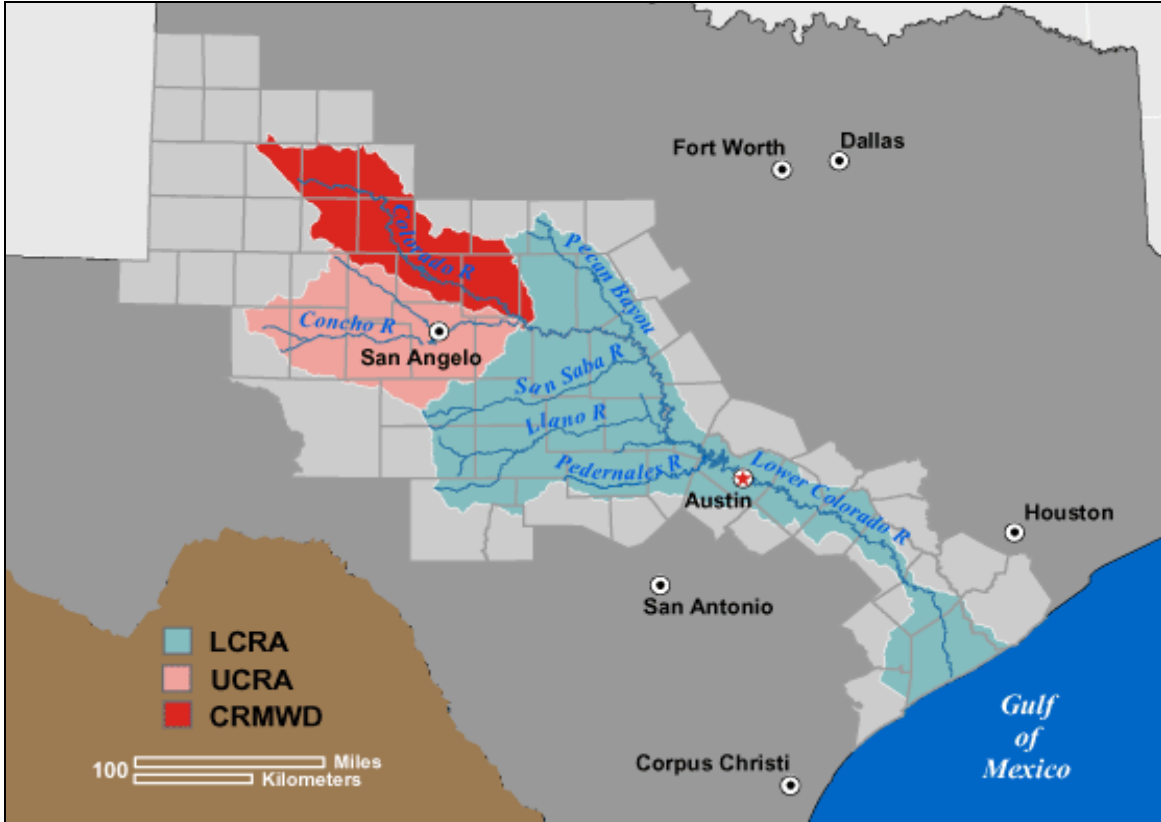 Fort Worth
Dallas
Colorado R
Pecan Bayou
Concho R
San Angelo
San Saba R
Llano R
Pedernales R
Lower Colorado R
Austin
Houston
San Antonio
LCRA
UCRA
CRMWD
Gulf
of
Mexico
100
Miles
Kilometers
Corpus Christi